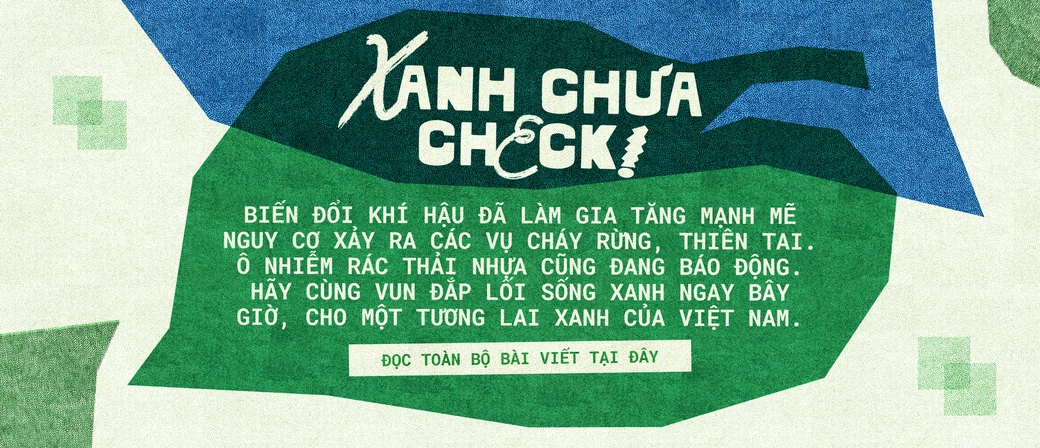 XANH CHƯA
CHECK!
BIẾN ĐỔI KHÍ HẬU ĐÃ LÀM GIA TĂNG MẠNH MẼ
NGUY CƠ XẢY RA CÁC VỤ CHÁY RỪNG, THIÊN TAI.
Ô NHIỄM RÁC THẢI NHỰA CŨNG ĐANG BÁO ĐỘNG.
HÃY CÙNG VUN ĐẮP LỐI SỐNG XANH NGAY BÂY
GIỜ, CHO MỘT TƯƠNG LAI XANH CỦA VIỆT NAM.
ĐỌC TOÀN BỘ BÀI VIẾT TẠI ĐÂY